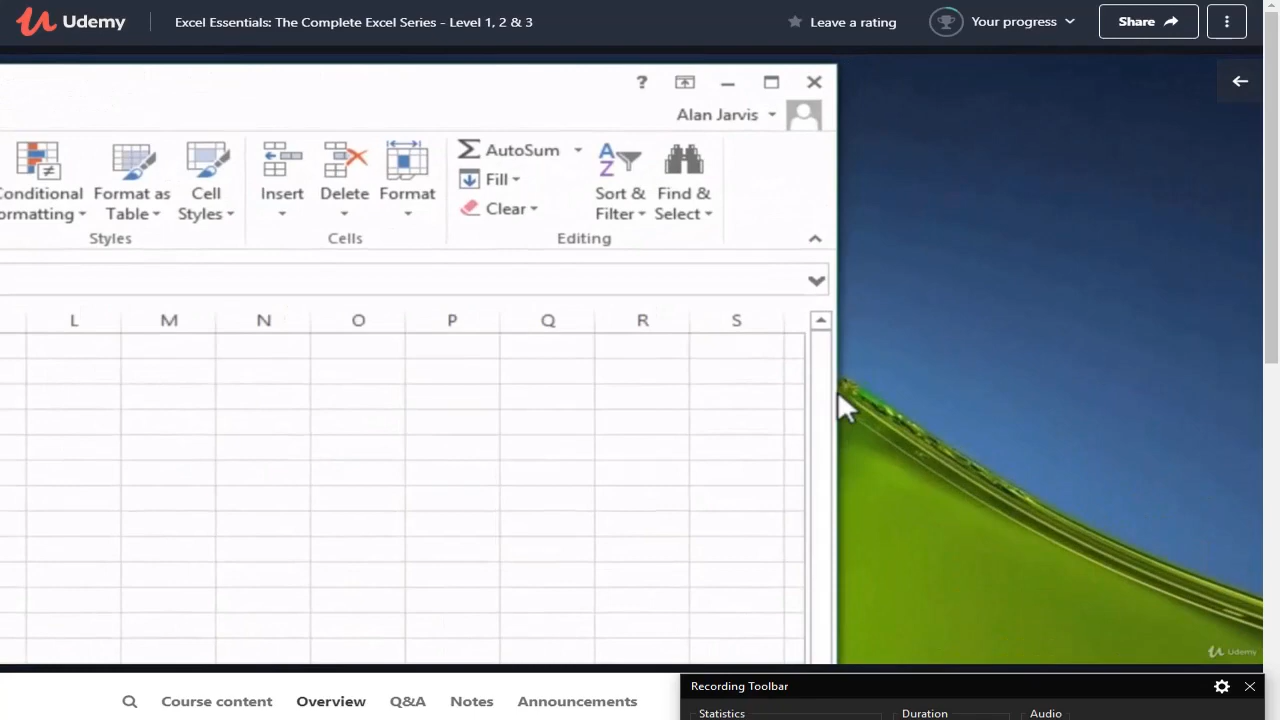 Udemy
Excel Essentials: The Complete Excel Series - Level 1, 2 & 3
Leave a rating
Your progress
Share
?
Alan Jarvis
Conditional
ormatting
Format as
Table
Cell
Styles
Insert
Delete
Format
AutoSum
Fill
Clear
Sort &
Filter
Find &
Select
Styles
Cells
Editing
L M N O P Q R S
Udemy
Course content
Overview
Q&A
Notes
Announcements
Recording Toolbar
Statistics
Duration
Audio